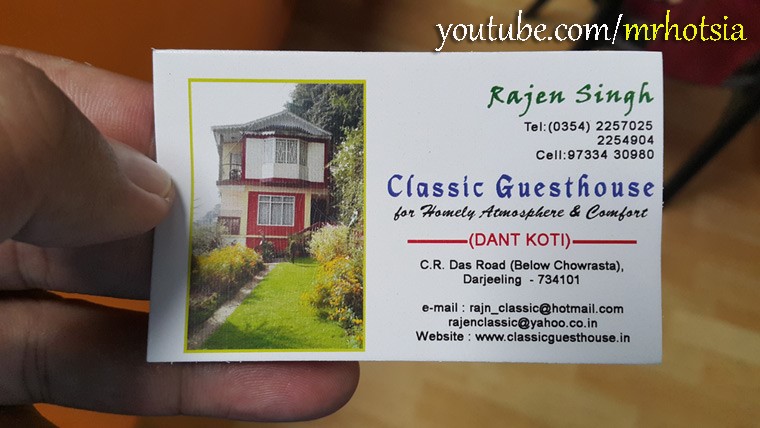 youtube.com/mrhotsia
Rajen Singh
Tel:(0354) 2257025
2254904
Cell:97334 30980
Classic Guesthouse
for Homely Atmosphere & Comfort
(DANT KOTI)
C.R. Das Road (Below Chowrasta),
Darjeeling - 734101
e-mail : rajn_classic@hotmail.com
rajenclassic@yahoo.co.in
Website : www.classicguesthouse.in